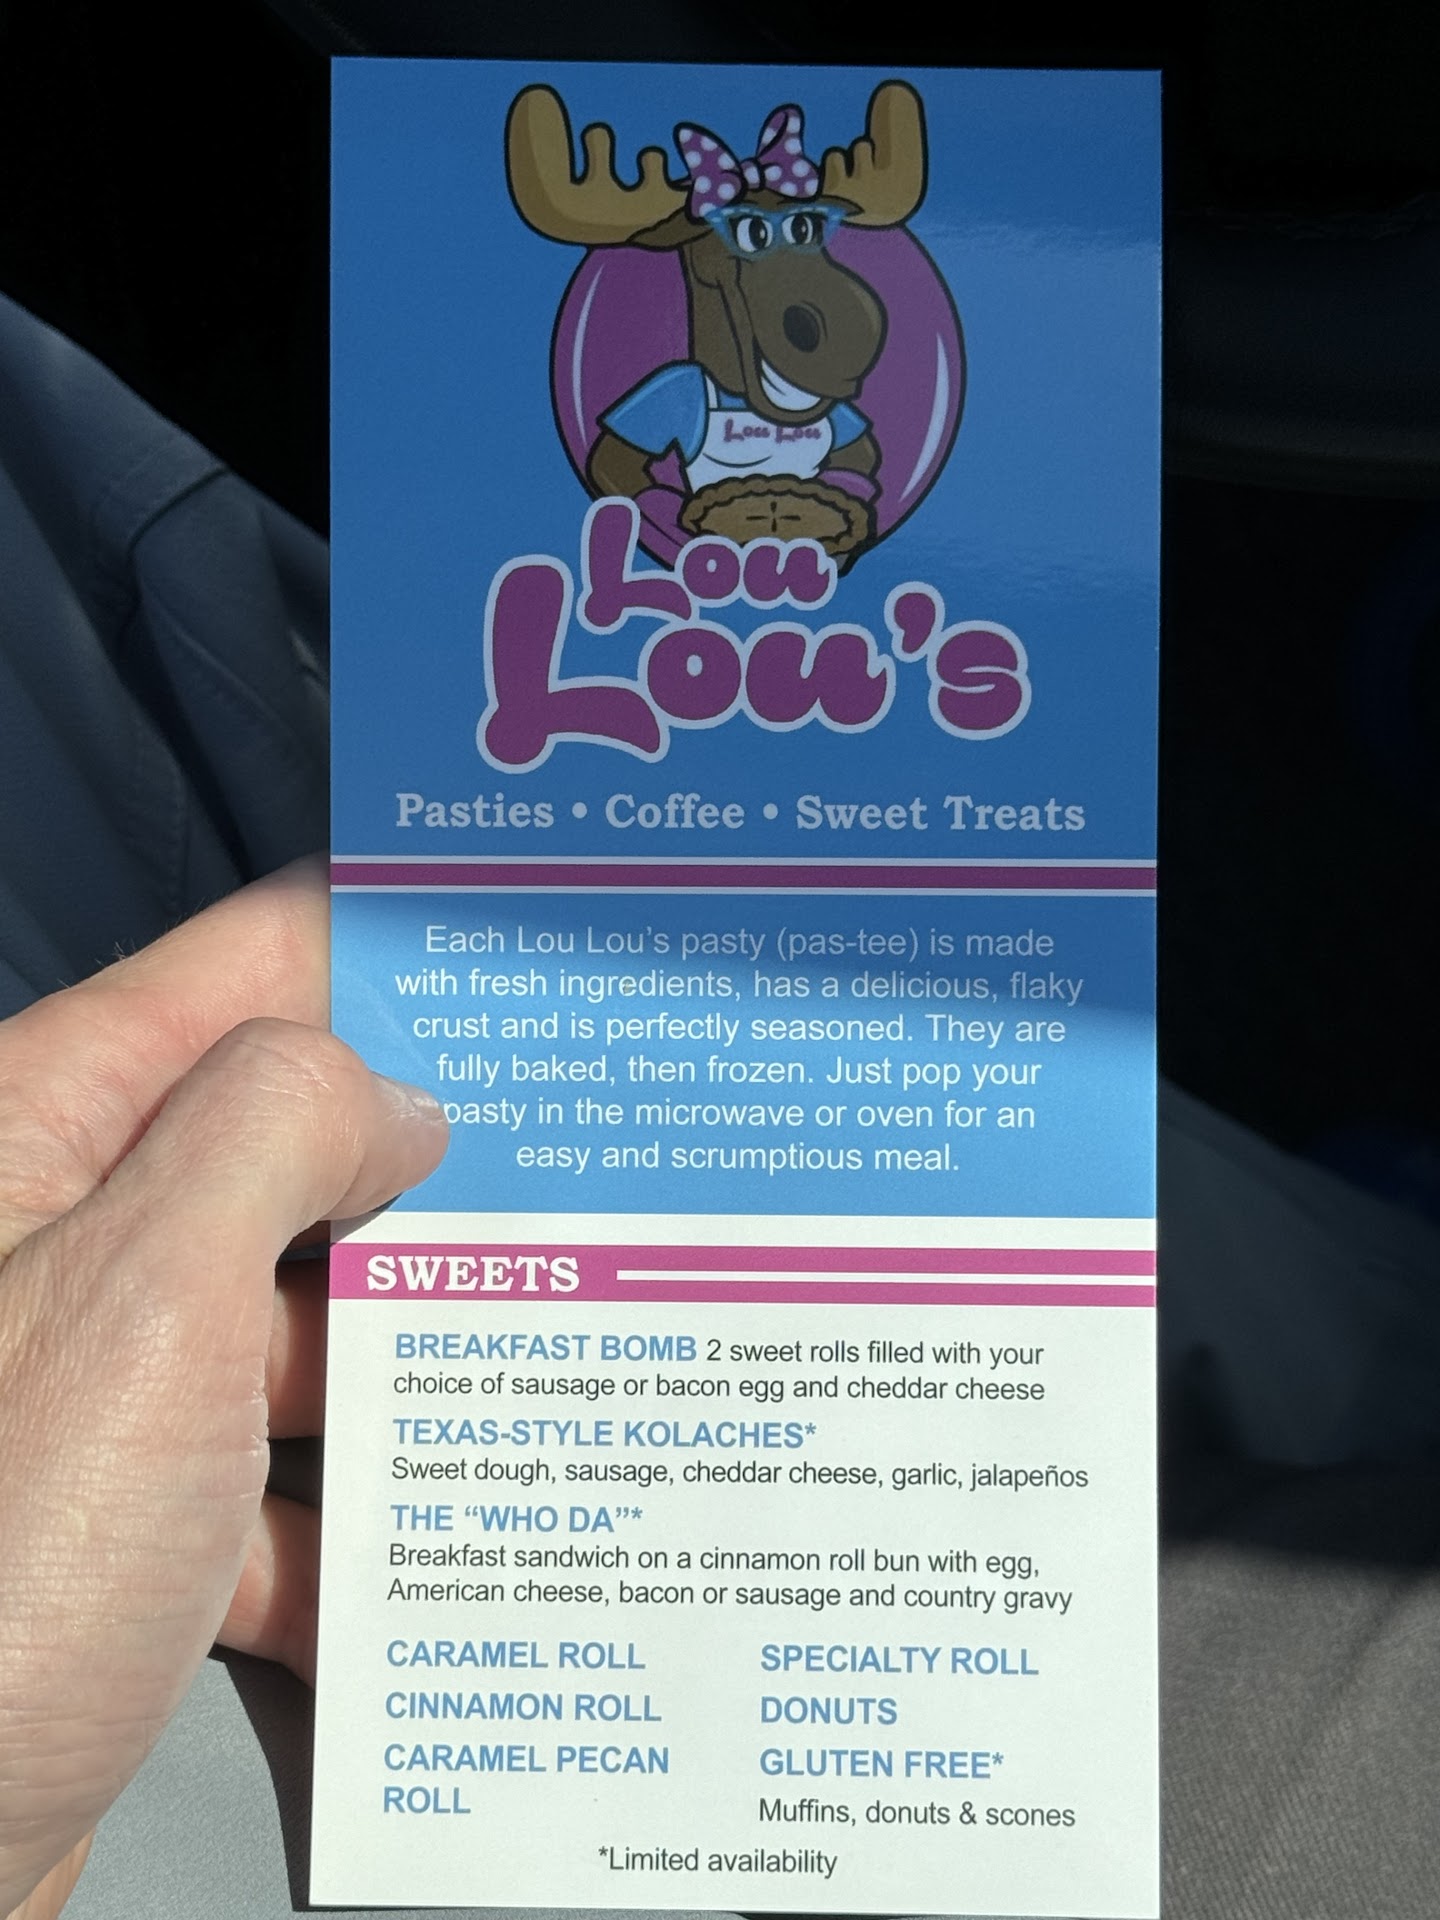 Lou Lou
Lou
Lou's
Pasties • Coffee • Sweet Treats
Each Lou Lou's pasty (pas-tee) is made
with fresh ingredients, has a delicious, flaky
crust and is perfectly seasoned. They are
fully baked, then frozen. Just pop your
pasty in the microwave or oven for an
easy and scrumptious meal.
SWEETS
BREAKFAST BOMB 2 sweet rolls filled with your
choice of sausage or bacon egg and cheddar cheese
TEXAS-STYLE KOLACHES*
Sweet dough, sausage, cheddar cheese, garlic, jalapeños
THE “WHO DA”*
Breakfast sandwich on a cinnamon roll bun with egg,
American cheese, bacon or sausage and country gravy
CARAMEL ROLL
CINNAMON ROLL
CARAMEL PECAN
ROLL
SPECIALTY ROLL
DONUTS
GLUTEN FREE*
Muffins, donuts & scones
*Limited availability